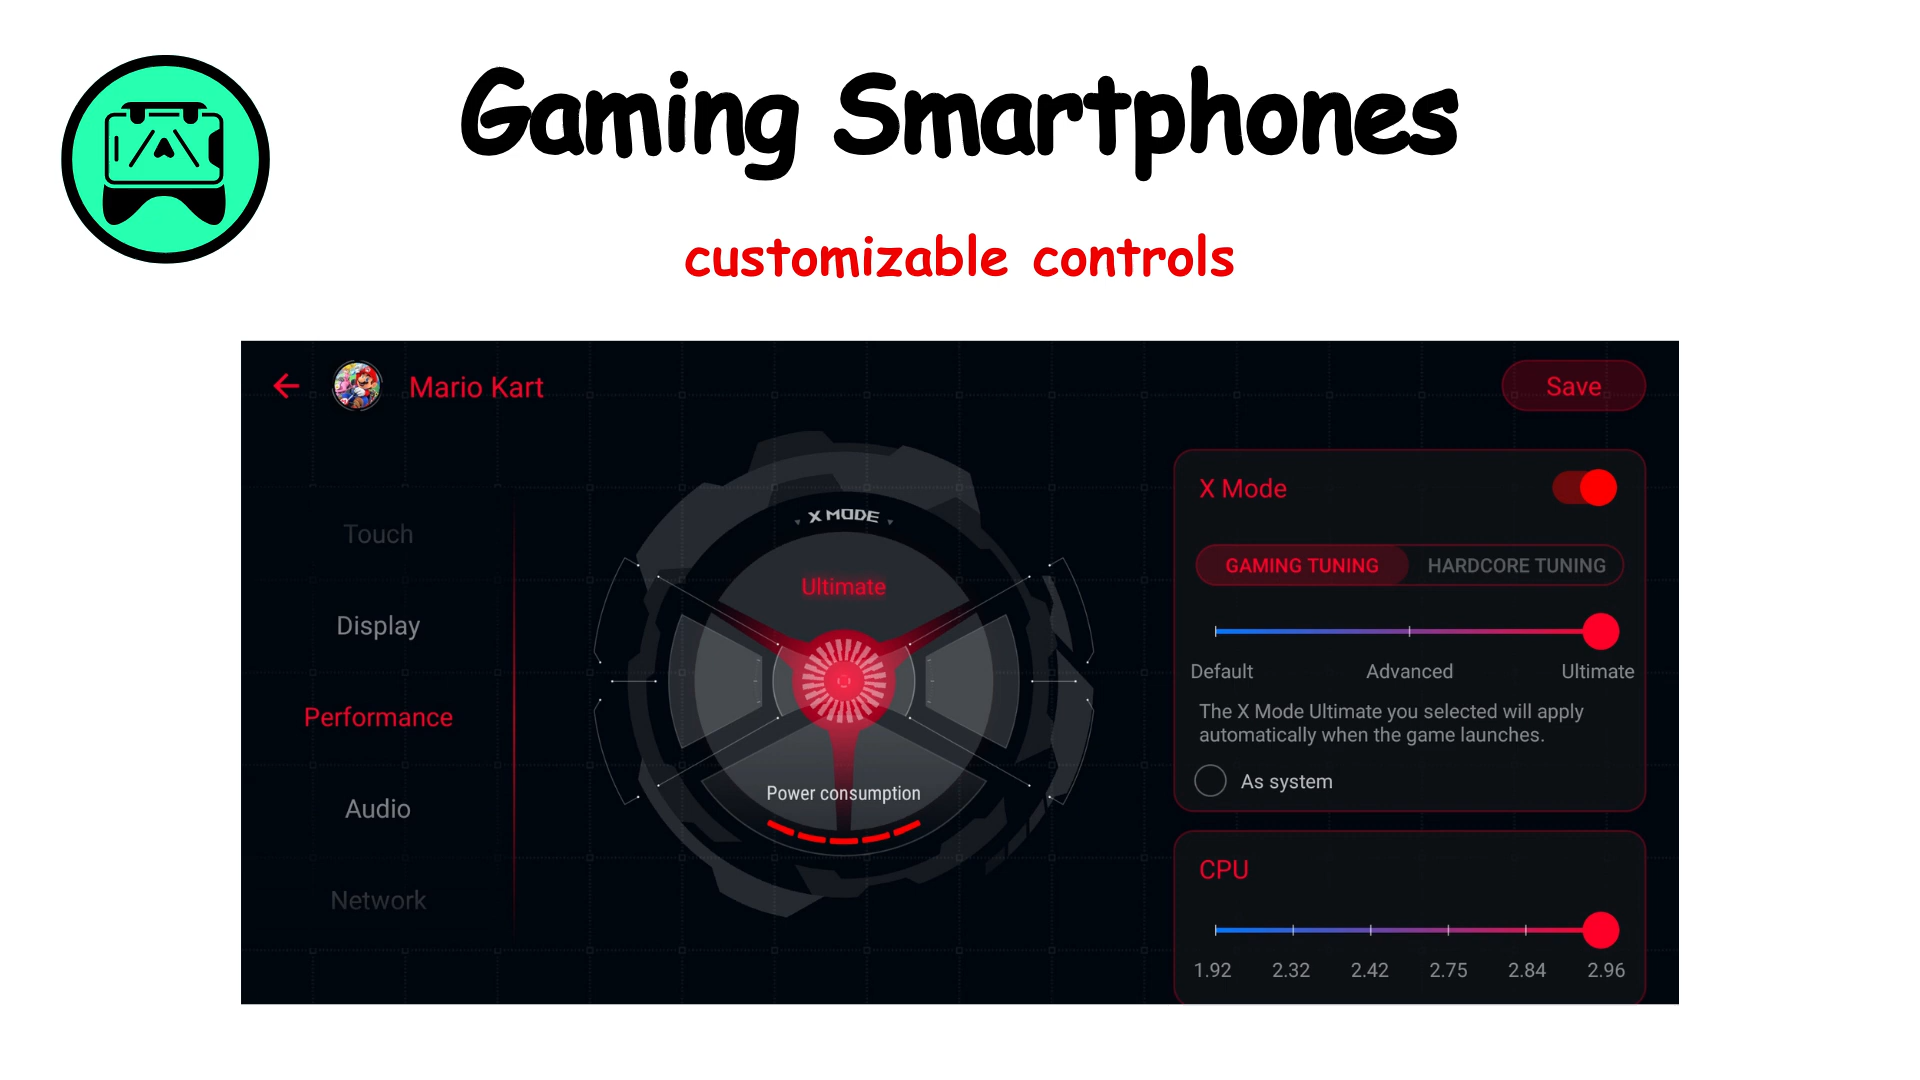 Gaming Smartphones
customizable controls
Mario Kart
Save
Touch
Display
Performance
Audio
Network
X MODE
Ultimate
Power consumption
X Mode
GAMING TUNING HARDCORE TUNING
Default Advanced Ultimate
The X Mode Ultimate you selected will apply
automatically when the game launches.
As system
CPU
1.92 2.32 2.42 2.75 2.84 2.96